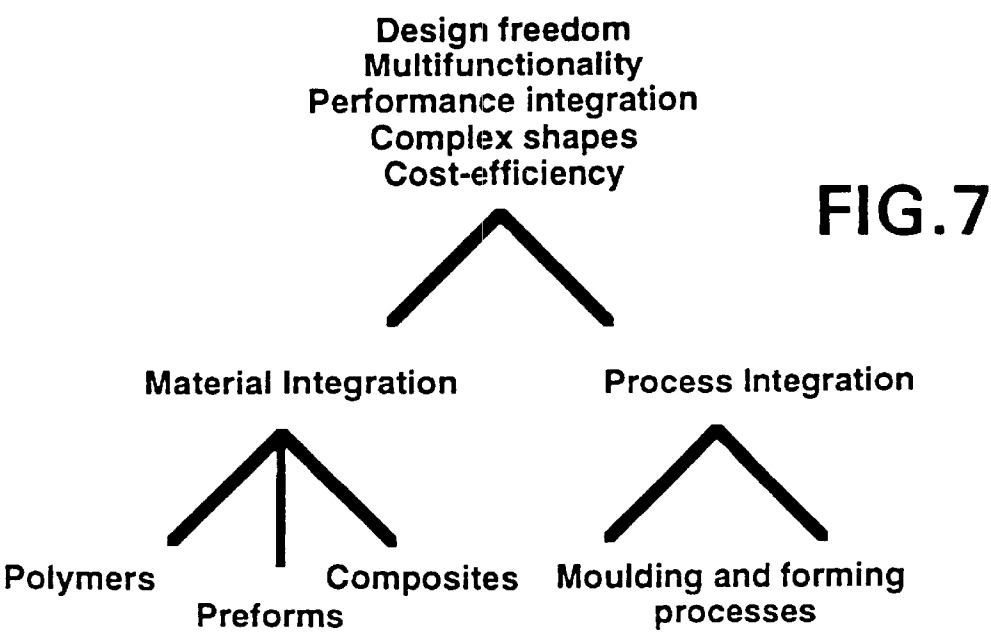 Design freedom
Multifunctionality
Performance integration
Complex shapes
Cost-efficiency
FIG.7
Material Integration
Process Integration
Polymers
Preforms
Composites
Moulding and forming
processes